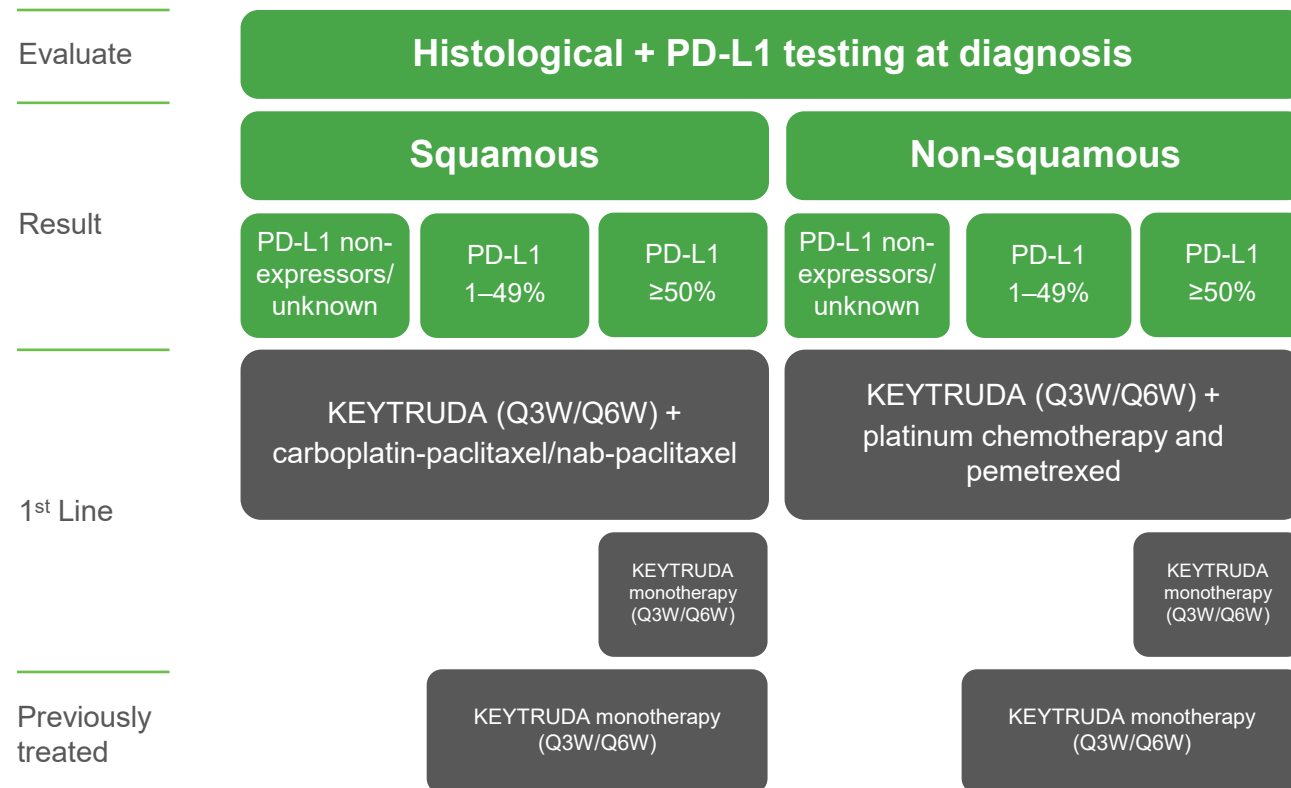 Evaluate
Histological + PD-L1 testing at diagnosis
Result
Squamous
Non-squamous
PD-L1 non-
expressors/
unknown
PD-L1
1–49%
PD-L1
≥50%
PD-L1 non-
expressors/
unknown
PD-L1
1–49%
PD-L1
≥50%
1st Line
KEYTRUDA (Q3W/Q6W) +
carboplatin-paclitaxel/nab-paclitaxel
KEYTRUDA (Q3W/Q6W) +
platinum chemotherapy and
pemetrexed
KEYTRUDA
monotherapy
(Q3W/Q6W)
KEYTRUDA
monotherapy
(Q3W/Q6W)
Previously
treated
KEYTRUDA monotherapy
(Q3W/Q6W)
KEYTRUDA monotherapy
(Q3W/Q6W)